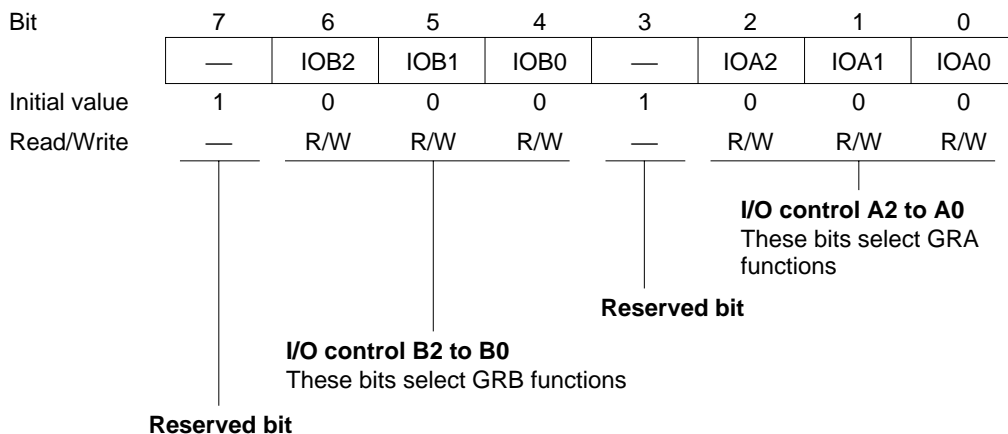 Bit 7 6 5 4 3 2 1 0
— IOB2 IOB1 IOB0 — IOA2 IOA1 IOA0
Initial value 1 0 0 0 1 0 0 0
Read/Write — R/W R/W R/W — R/W R/W R/W
I/O control A2 to A0
These bits select GRA
functions
Reserved bit
I/O control B2 to B0
These bits select GRB functions
Reserved bit